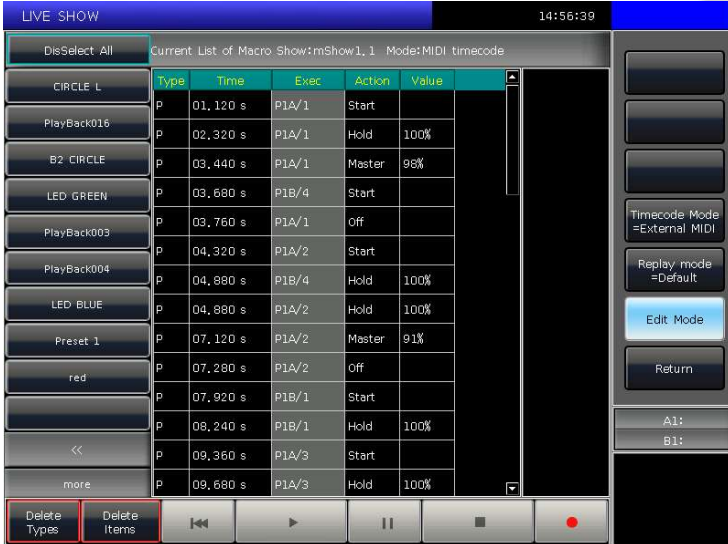 LIVE SHOW 14:56:39
DisSelect All
Current List of Macro Show:mShow1.1 Mode:MIDI timecode
CIRCLE L
PlayBack016
B2 CIRCLE
LED GREEN
PlayBack003
PlayBack004
LED BLUE
Preset 1
red
<<
more
Type Time Exec Action Value
P 01.120 s P1A/1 Start
P 02.320 s P1A/1 Hold 100%
P 03.440 s P1A/1 Master 98%
P 03.680 s P1B/4 Start
P 03.760 s P1A/1 Off
P 04.320 s P1A/2 Start
P 04.880 s P1B/4 Hold 100%
P 04.880 s P1A/2 Hold 100%
P 07.120 s P1A/2 Master 91%
P 07.280 s P1A/2 Off
P 07.920 s P1B/1 Start
P 08.240 s P1B/1 Hold 100%
P 09.360 s P1A/3 Start
P 09.680 s P1A/3 Hold 100%
Timecode Mode
=External MIDI
Replay mode
=Default
Edit Mode
Return
A1:
B1:
Delete
Types
Delete
Items